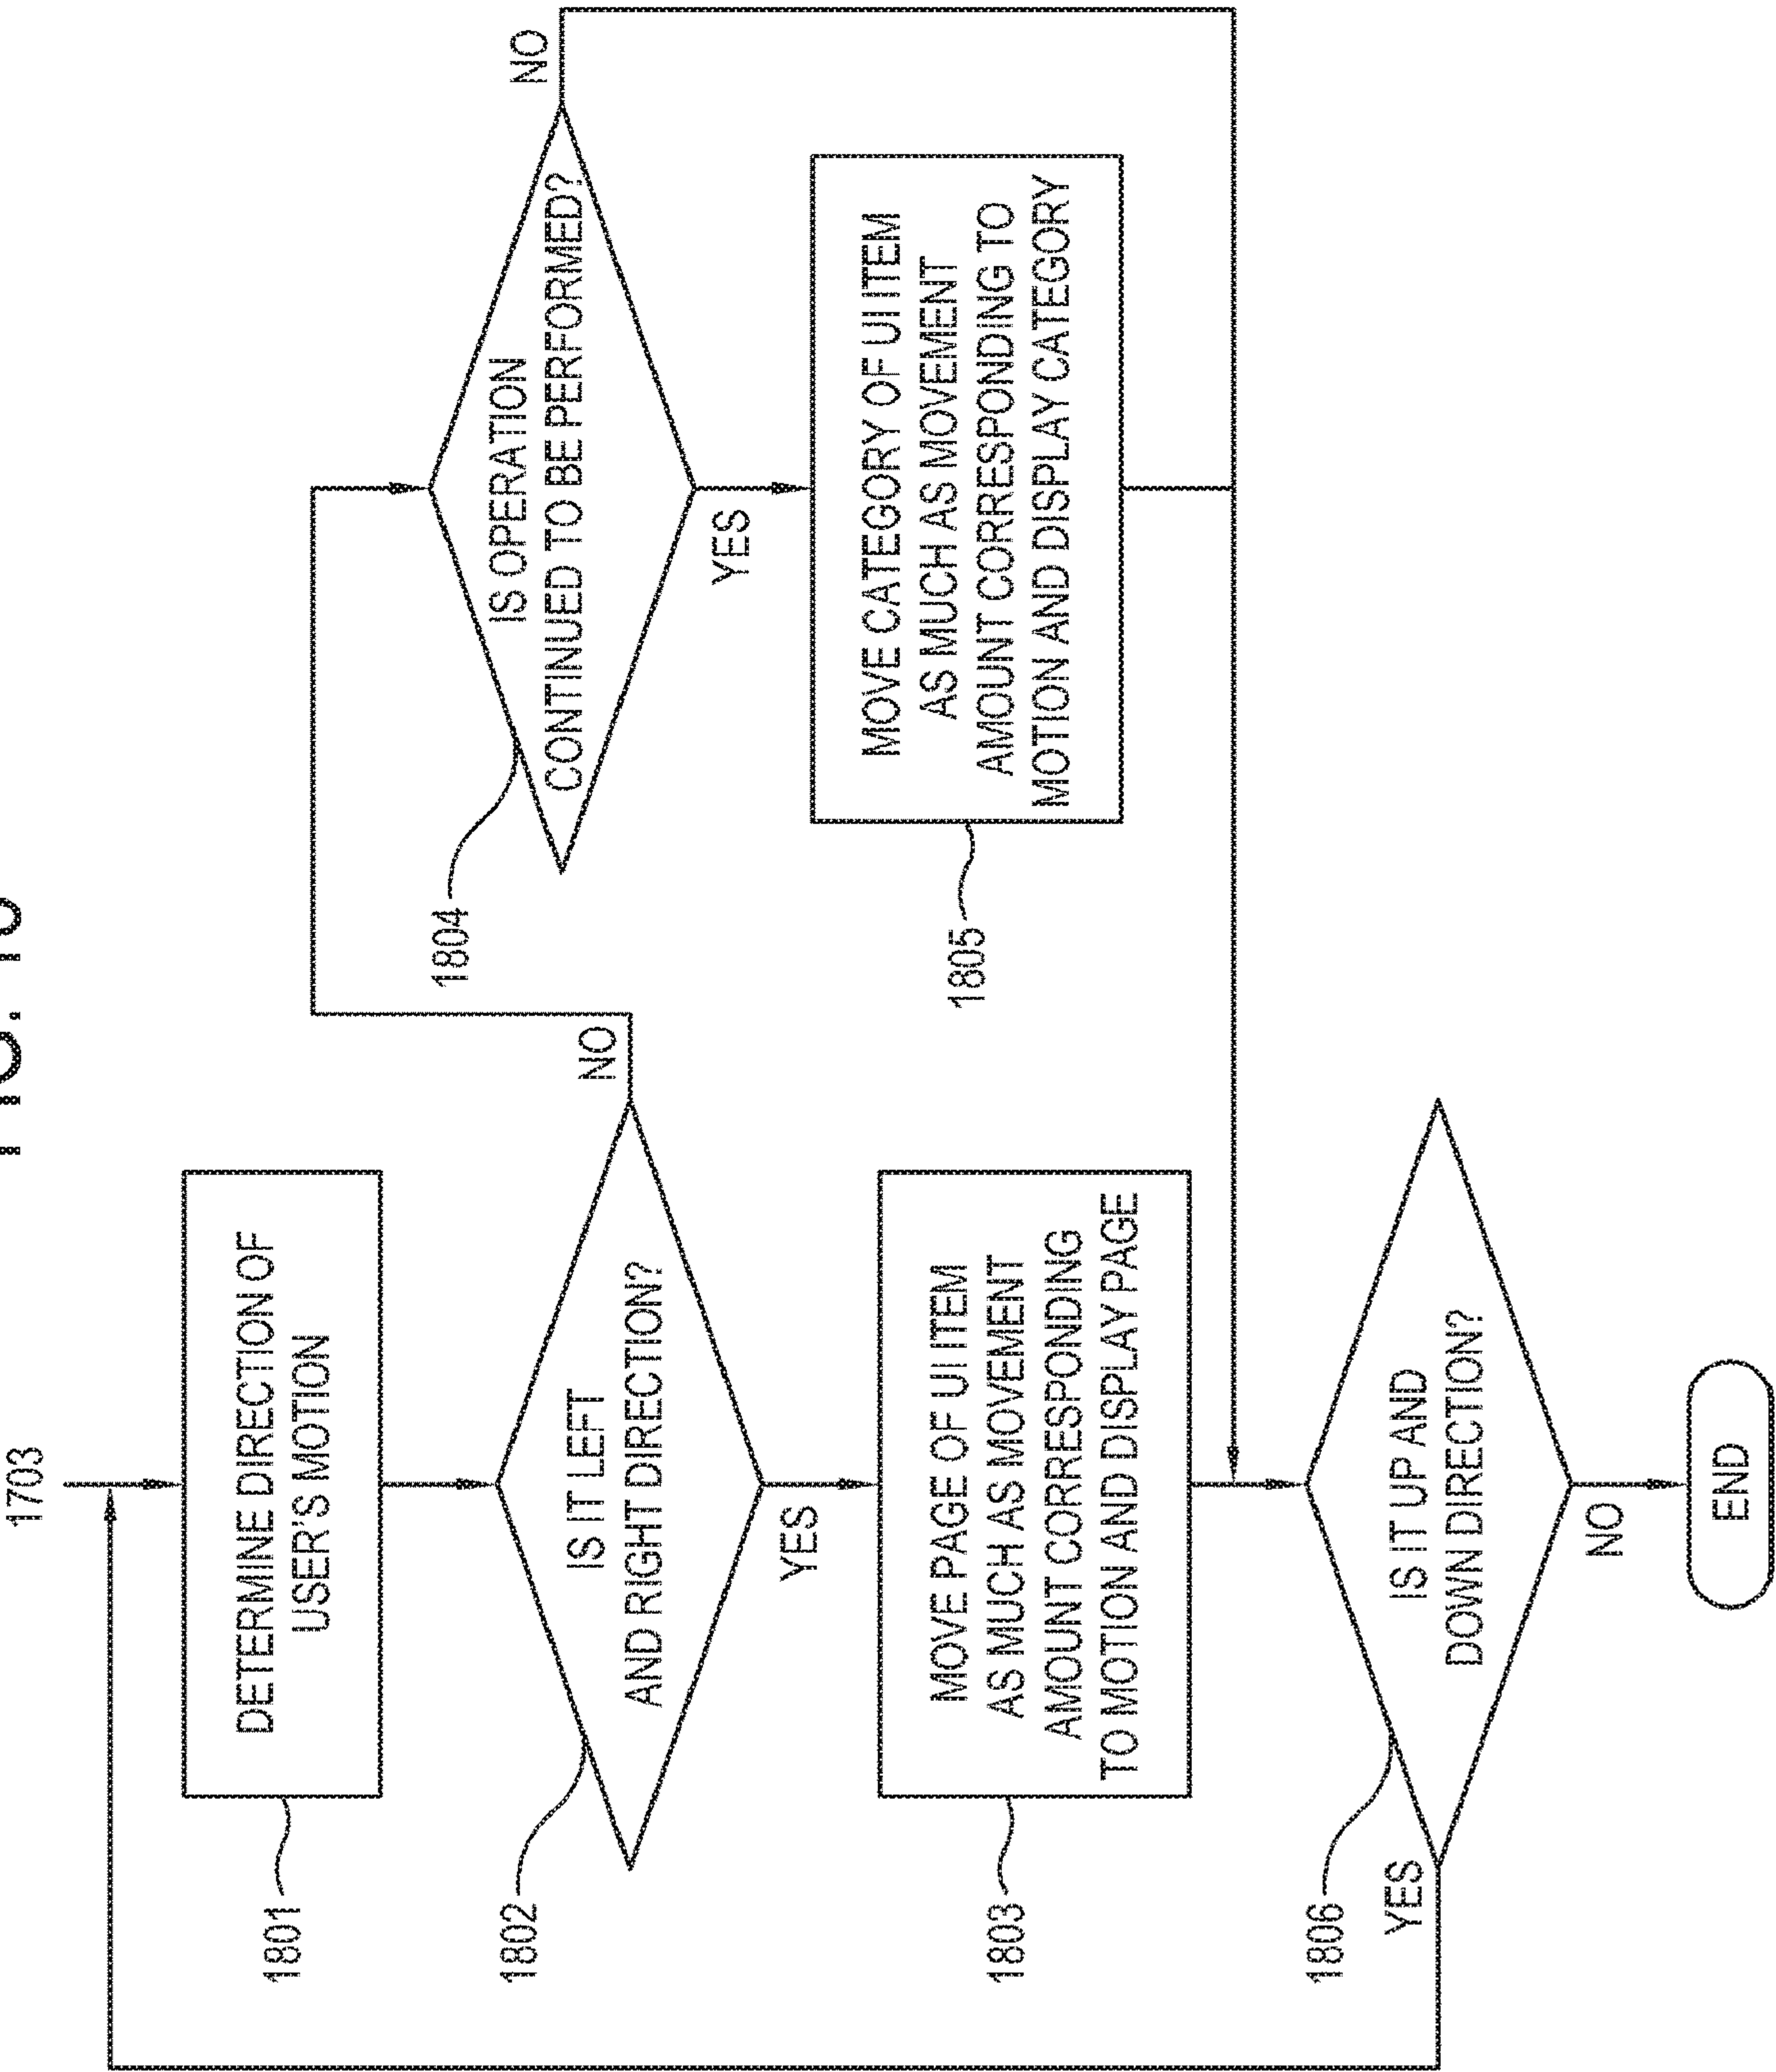 1703
DETERMINE DIRECTION OF
USER'S MOTION
1801
IS IT LEFT
AND RIGHT DIRECTION?
1802
NO
YES
MOVE PAGE OF UI ITEM
AS MUCH AS MOVEMENT
AMOUNT CORRESPONDING
TO MOTION AND DISPLAY PAGE
1803
IS OPERATION
CONTINUED TO BE PERFORMED?
1804
NO
YES
MOVE CATEGORY OF UI ITEM
AS MUCH AS MOVEMENT
AMOUNT CORRESPONDING TO
MOTION AND DISPLAY CATEGORY
1805
IS IT UP AND
DOWN DIRECTION?
1806
YES
NO
END